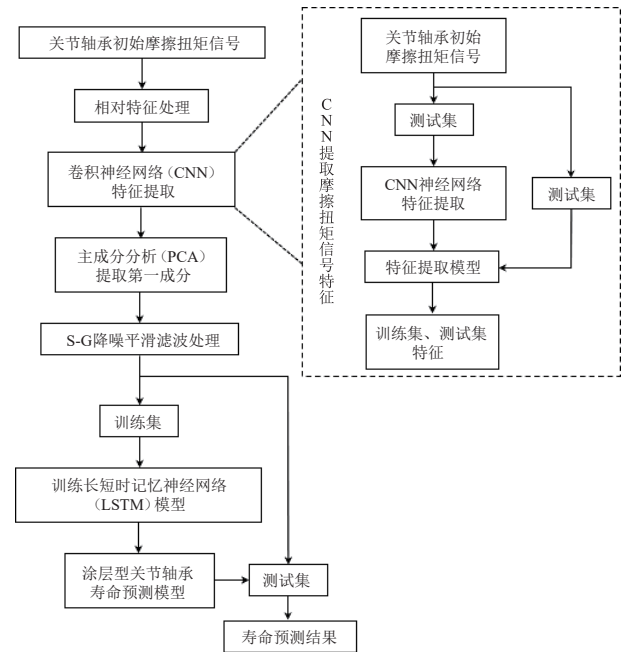 关节轴承初始摩擦扭矩信号
相对特征处理
卷积神经网络(CNN)
特征提取
主成分分析(PCA)
提取第一成分
S-G降噪平滑滤波处理
训练集
训练长短时记忆神经网络
(LSTM)模型
涂层型关节轴承
寿命预测模型
测试集
寿命预测结果
CNN提取摩擦扭矩信号特征
关节轴承初始
摩擦扭矩信号
测试集
CNN神经网络
特征提取
测试集
特征提取模型
训练集、测试集
特征